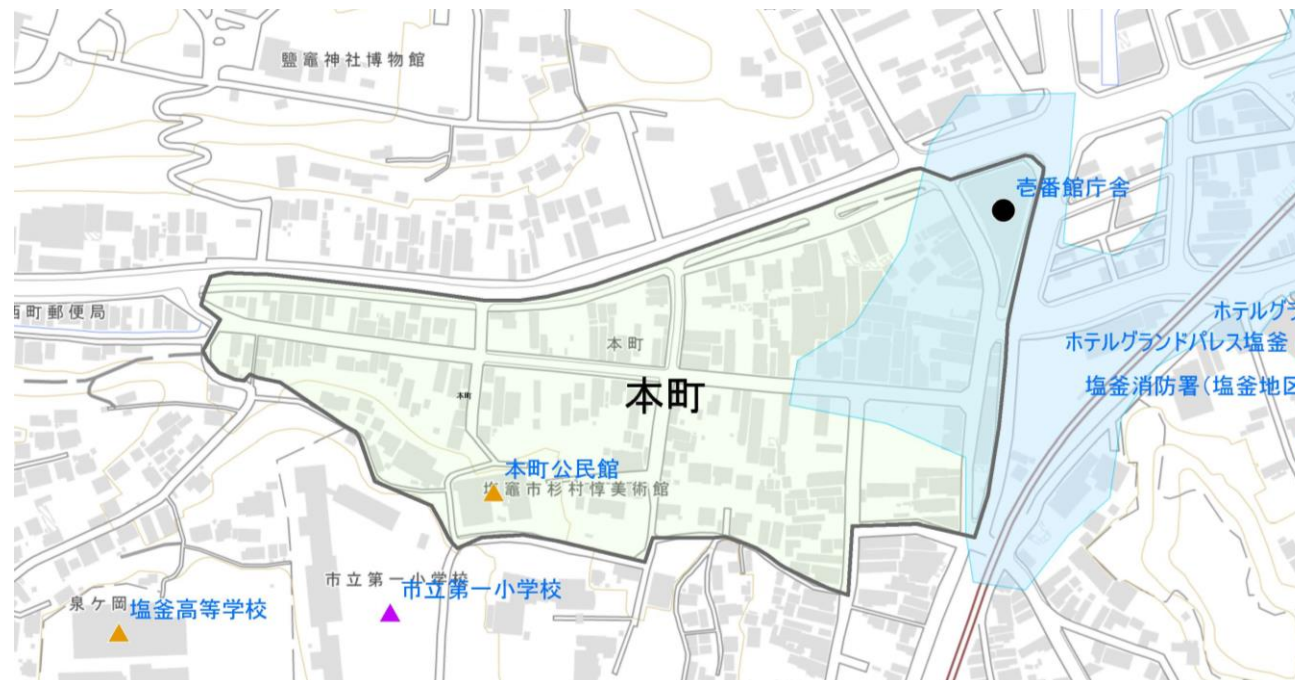 鹽竈神社博物館
壱番館庁舎
西町郵便局
ホテルグラ
本町
ホテルグランドパレス塩釜
塩釜消防署(塩釜地区
本町
本町
本町公民館
塩竈市杉村惇美術館
市立第一小学校
市立第一小学校
泉ケ岡
塩釜高等学校